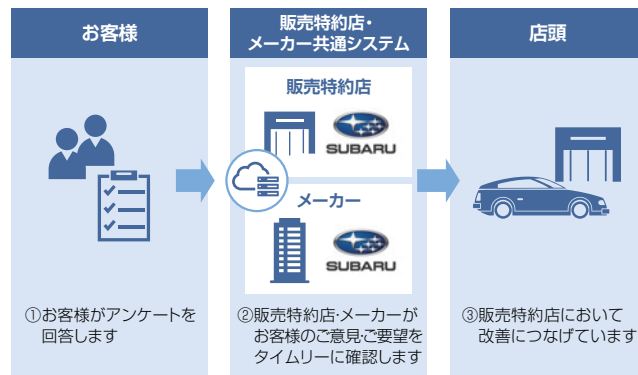 お客様
販売特約店・
メーカー共通システム
店頭
販売特約店
SUBARU
メーカー
SUBARU
①お客様がアンケートを
回答します
②販売特約店・メーカーが
お客様のご意見・ご要望を
タイムリーに確認します
③販売特約店において
改善につなげています